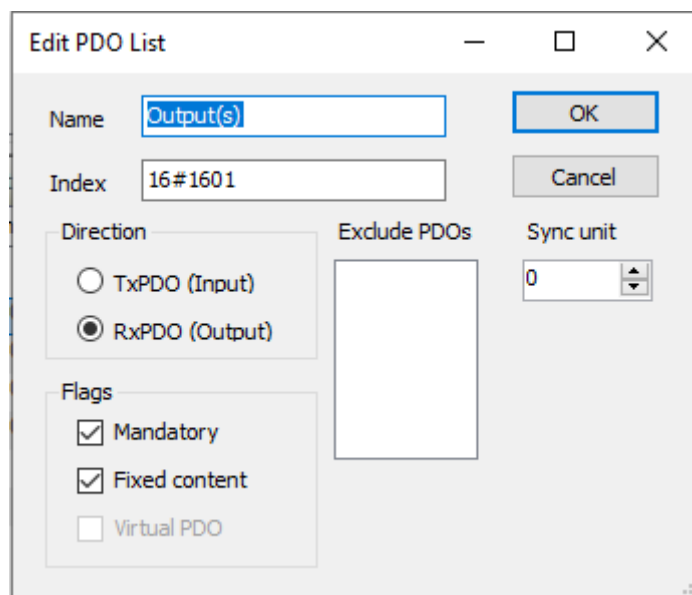 Edit PDO List
Name
Output(s)
OK
Index
16#1601
Cancel
Direction
Exclude PDOs
Sync unit
TxPDO (Input)
0
RxPDO (Output)
Flags
Mandatory
Fixed content
Virtual PDO